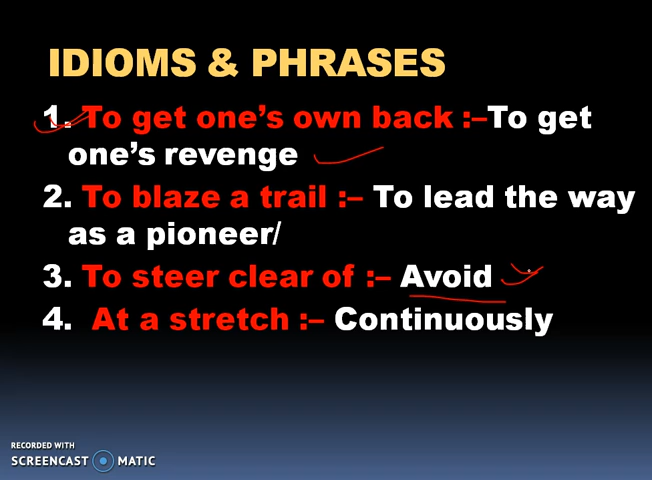 IDIOMS & PHRASES
1. To get one's own back :–To get
one's revenge
2. To blaze a trail :– To lead the way
as a pioneer/
3. To steer clear of :– Avoid
4. At a stretch :– Continuously
RECORDED WITH
SCREENCAST MATIC